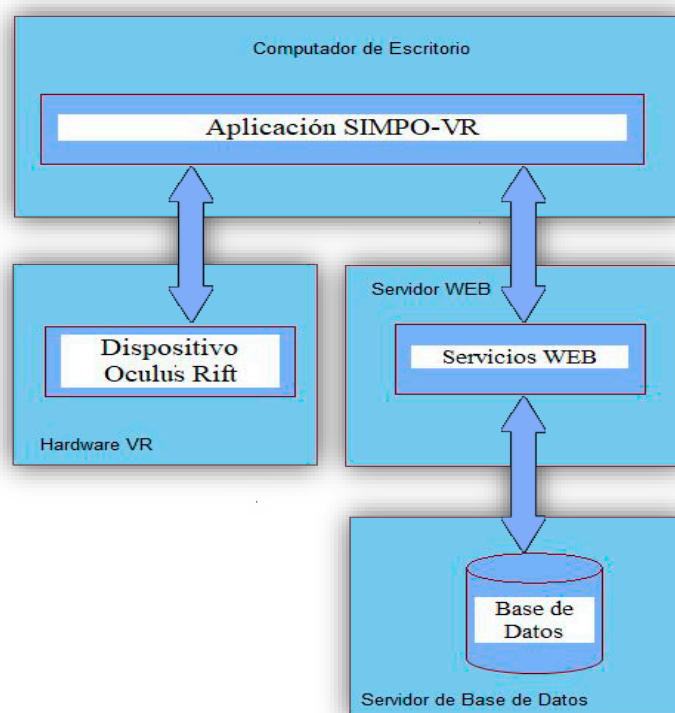 Computador de Escritorio
Aplicación SIMPO-VR
Servidor WEB
Dispositivo
Oculus Rift
Servicios WEB
Hardware VR
Base de
Datos
Servidor de Base de Datos